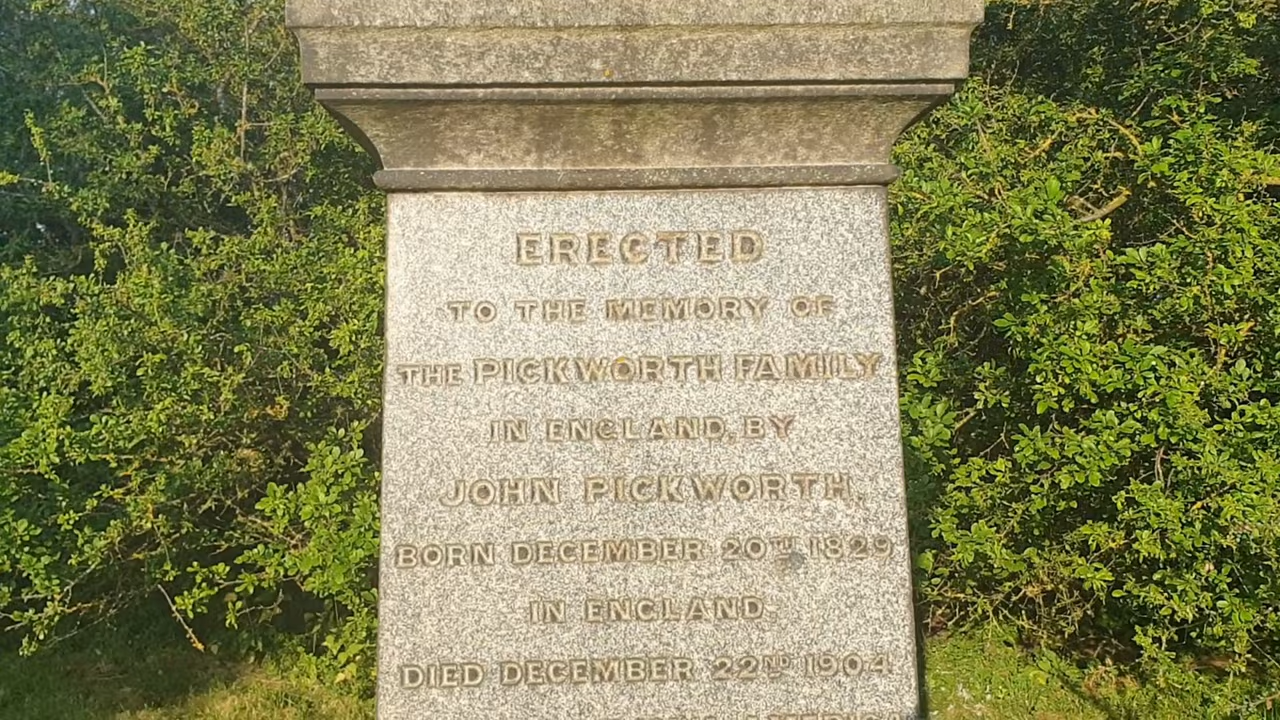 ERECTED
TO THE MEMORY OF
THE PICKWORTH FAMILY
IN ENGLAND, BY
JOHN PICKWORTH,
BORN DECEMBER 20TH 1829
IN ENGLAND.
DIED DECEMBER 22ND 1904